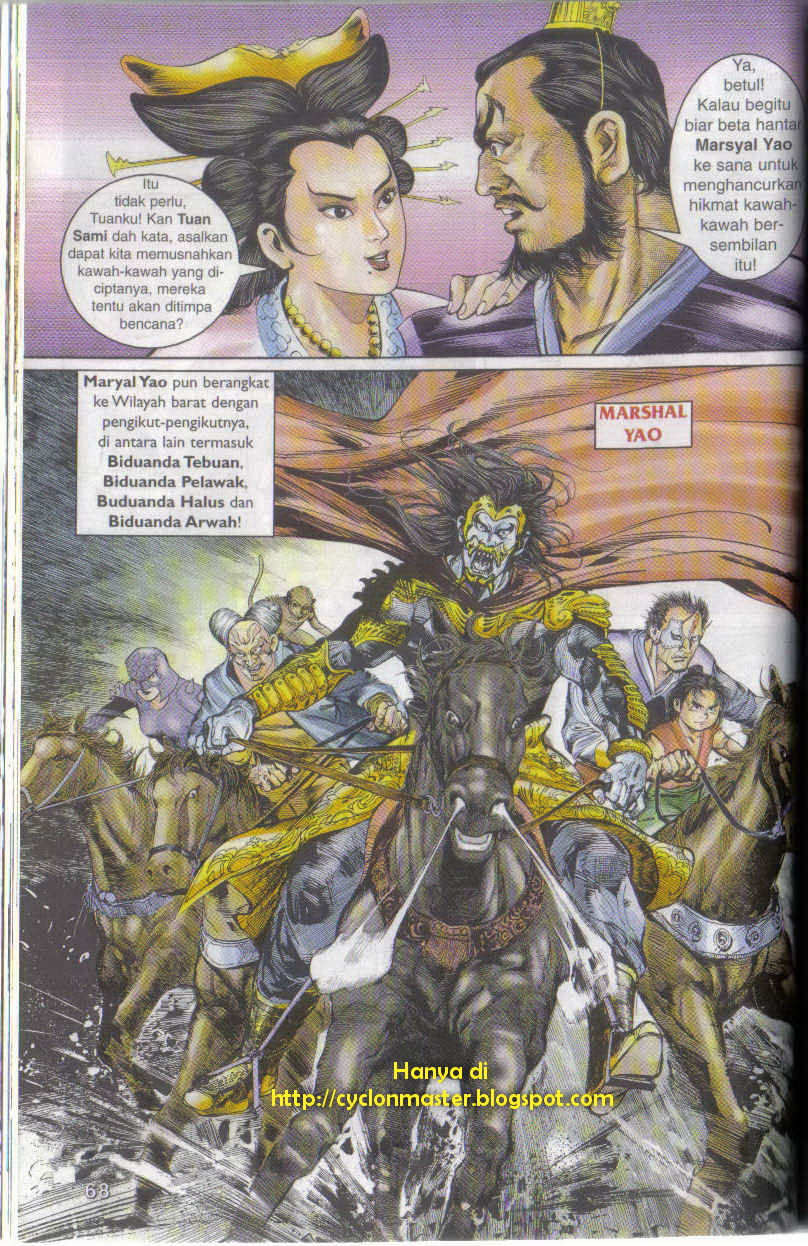 Itu
tidak perlu,
Tuanku! Kan Tuan
Sami dah kata, asalkan
dapat kita memusnahkan
kawah-kawah yang di-
ciptanya, mereka
tentu akan ditimpa
bencana?
Ya,
betul!
Kalau begitu
biar beta hantar
Marsyal Yao
ke sana untuk
menghancurkan
hikmat kawah-
kawah ber-
sembilan
itu!
Maryal Yao pun berangkat
ke Wilayah barat dengan
pengikut-pengikutnya,
di antara lain termasuk
Biduanda Tebuan,
Biduanda Pelawak,
Buduanda Halus dan
Biduanda Arwah!
MARSHAL
YAO
Hanya di
http://cyclonmaster.blogspot.com
68